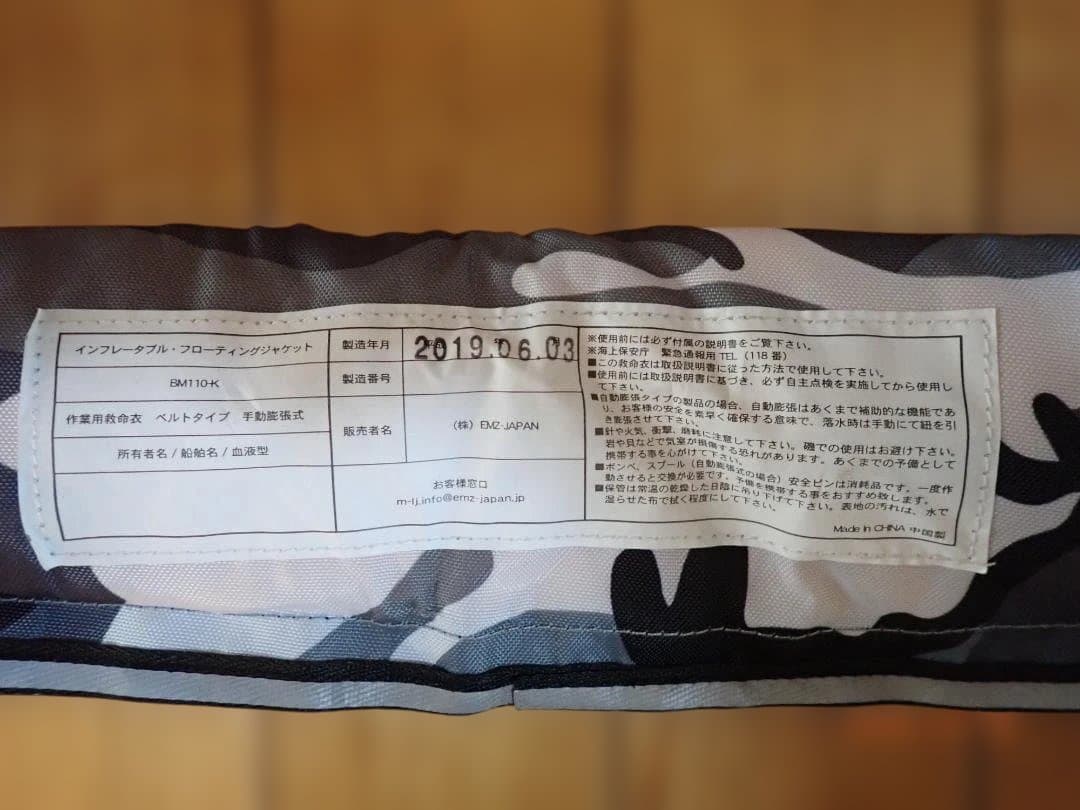 インフレータブル・フローティングジャケット
BM110-K
作業用救命衣 ベルトタイプ 手動膨張式
所有者名 / 船舶名 / 血液型
製造年月
2019.06.03
製造番号
販売者名
(株) EMZ-JAPAN
お客様窓口
m-lj.info@emz-japan.jp
※使用前には必ず付属の説明書をご覧下さい。
※海上保安庁 緊急通報用 TEL (118 番)
■この救命衣は取扱説明書に従った方法で使用して下さい。
■使用前には取扱説明書に基づき、必ず自主点検を実施してから使用し
て下さい。
■自動膨張タイプの製品の場合、自動膨張はあくまで補助的な機能であ
り、お客様の安全を素早く確保する意味で、落水時は手動にて紐を引
き膨張させて下さい。
■針や火気、衝撃、磨耗に注意して下さい。磯での使用はお避け下さい。
岩や貝などで気室が損傷する恐れがあります。あくまでの予備として
携帯する事を心がけて下さい。
■ボンベ、スプール (自動膨張式の場合) 安全ピンは消耗品です。一度作
動させると交換が必要です。予備を携帯する事をおすすめ致します。
■保管は常温の乾燥した日陰に吊り下げて下さい。表地の汚れは、水で
湿らせた布で拭く程度にして下さい。
Made in CHINA 中国製